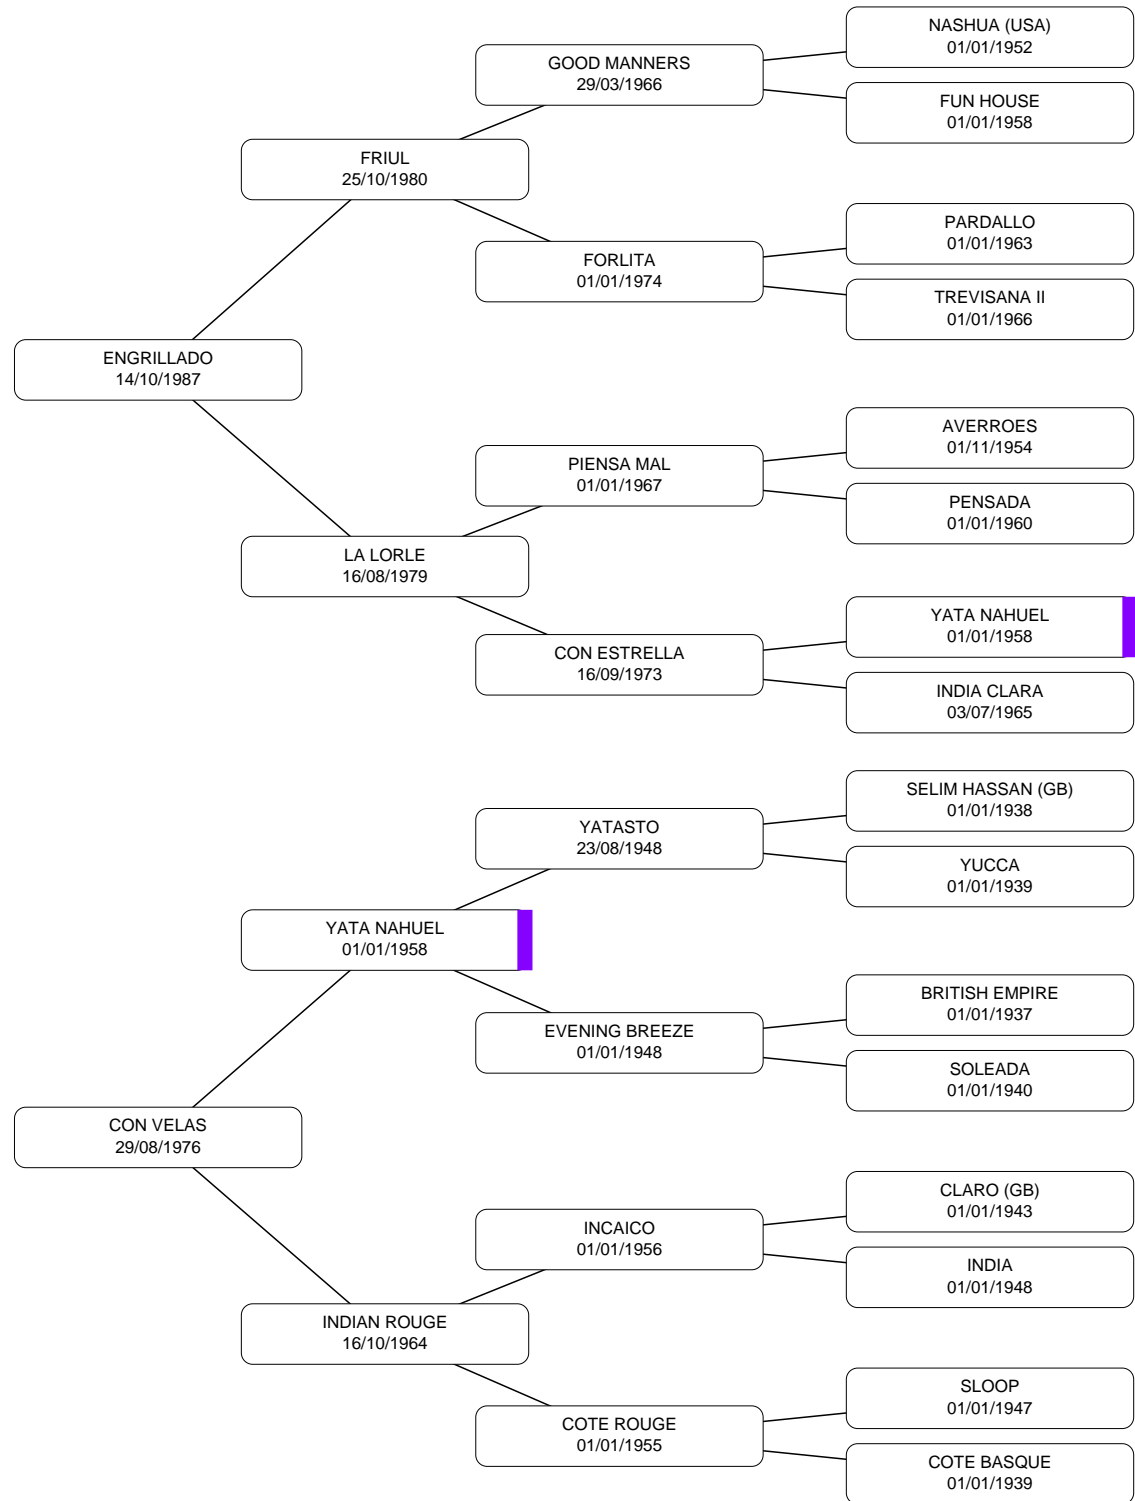 NASHUA (USA)
01/01/1952
GOOD MANNERS
29/03/1966
FUN HOUSE
01/01/1958
FRIUL
25/10/1980
PARDALLO
01/01/1963
FORLITA
01/01/1974
TREVISANA II
01/01/1966
ENGRILLADO
14/10/1987
AVERROES
01/11/1954
PIENSA MAL
01/01/1967
PENSADA
01/01/1960
LA LORLE
16/08/1979
YATA NAHUEL
01/01/1958
CON ESTRELLA
16/09/1973
INDIA CLARA
03/07/1965
SELIM HASSAN (GB)
01/01/1938
YATASTO
23/08/1948
YUCCA
01/01/1939
YATA NAHUEL
01/01/1958
BRITISH EMPIRE
01/01/1937
EVENING BREEZE
01/01/1948
SOLEADA
01/01/1940
CON VELAS
29/08/1976
CLARO (GB)
01/01/1943
INCAICO
01/01/1956
INDIA
01/01/1948
INDIAN ROUGE
16/10/1964
SLOOP
01/01/1947
COTE ROUGE
01/01/1955
COTE BASQUE
01/01/1939